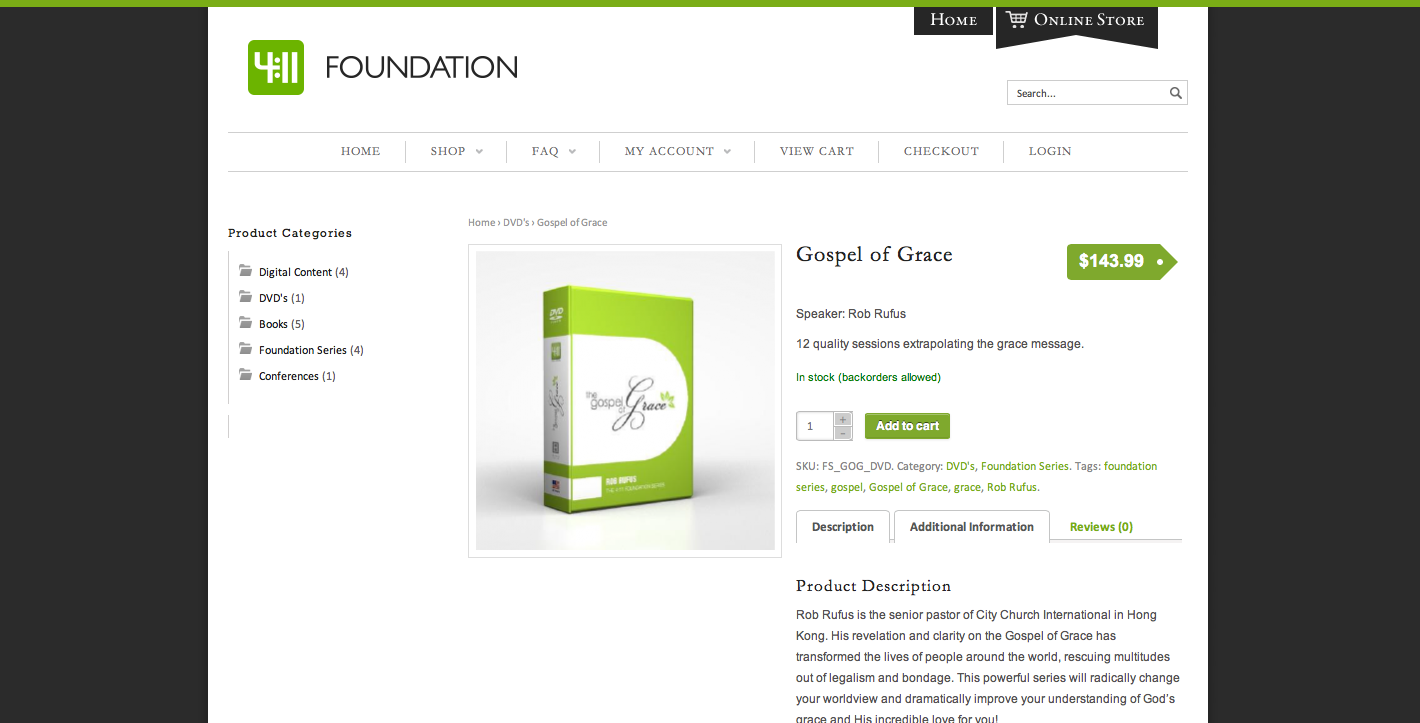 Home
Online Store
4:11 FOUNDATION
Search...
HOME SHOP FAQ MY ACCOUNT VIEW CART CHECKOUT LOGIN
Product Categories
Digital Content (4)
DVD's (1)
Books (5)
Foundation Series (4)
Conferences (1)
Home › DVD's › Gospel of Grace
DVD
4:11
the gospel of Grace
ROB RUFUS
Gospel of Grace
$143.99
Speaker: Rob Rufus
12 quality sessions extrapolating the grace message.
In stock (backorders allowed)
1 + -
Add to cart
SKU: FS_GOG_DVD. Category: DVD's, Foundation Series. Tags: foundation
series, gospel, Gospel of Grace, grace, Rob Rufus.
Description Additional Information Reviews (0)
Product Description
Rob Rufus is the senior pastor of City Church International in Hong
Kong. His revelation and clarity on the Gospel of Grace has
transformed the lives of people around the world, rescuing multitudes
out of legalism and bondage. This powerful series will radically change
your worldview and dramatically improve your understanding of God's
grace and His incredible love for you!